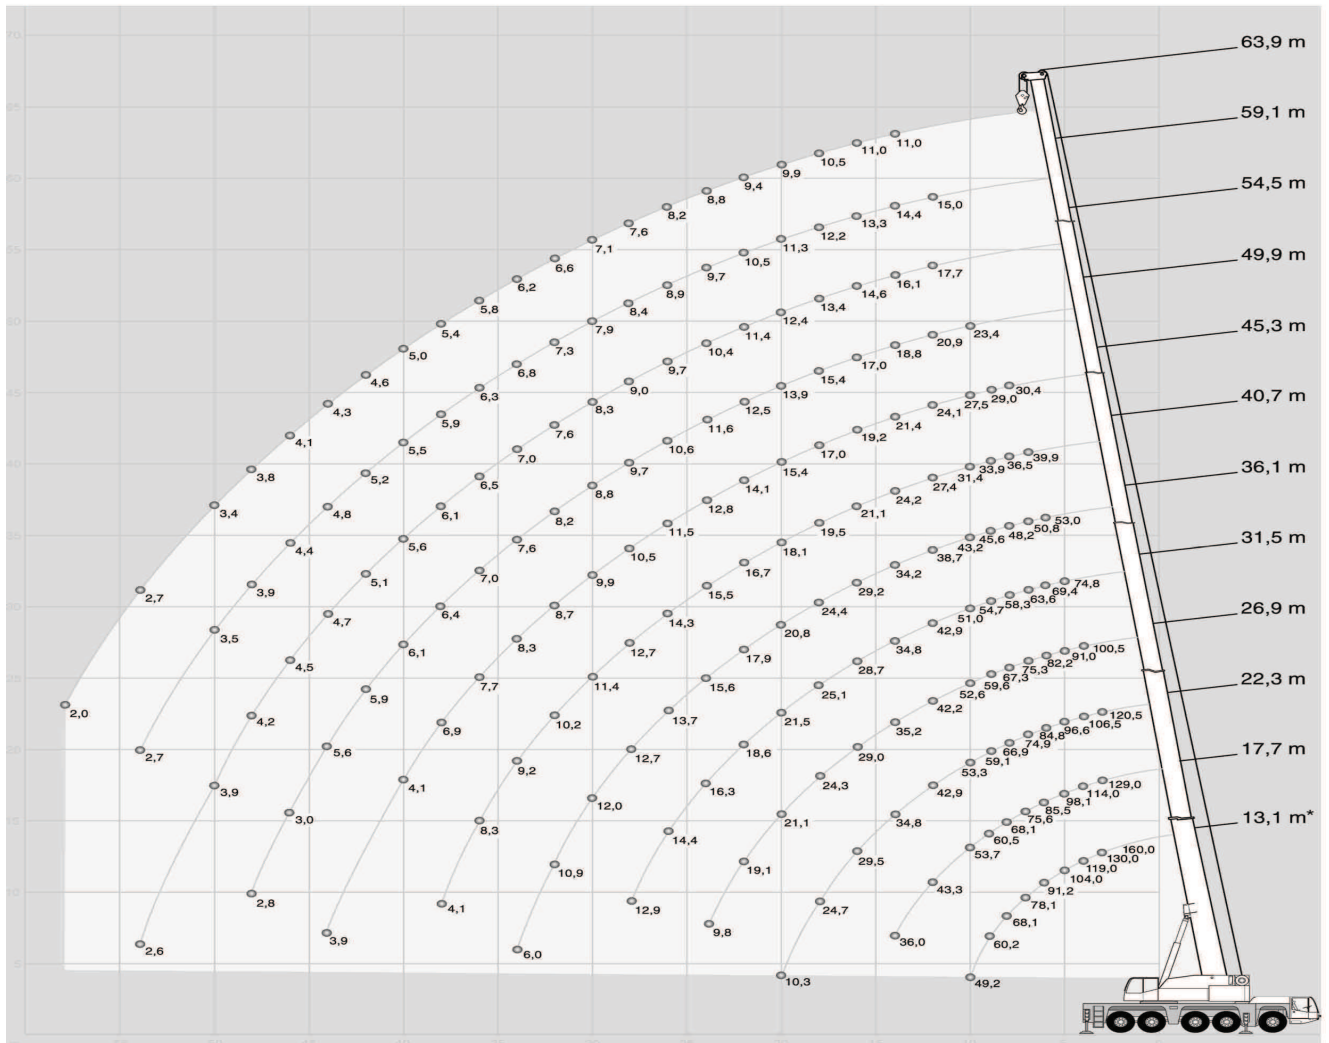 63,9 m
59,1 m
54,5 m
49,9 m
45,3 m
40,7 m
36,1 m
31,5 m
26,9 m
22,3 m
17,7 m
13,1 m*
2,0 2,7 3,4 3,8 4,1 4,3 4,6 5,0 5,4 5,8 6,2 6,6 7,1 7,6 8,2 8,8 9,4 9,9 10,5 11,0 11,0
2,7 3,5 3,9 4,4 4,8 5,2 5,5 5,9 6,3 6,8 7,3 7,9 8,4 8,9 9,7 10,5 11,3 12,2 13,3 14,4 15,0
2,6 3,9 4,2 4,5 4,7 5,1 5,6 6,1 6,5 7,0 7,6 8,3 9,0 9,7 10,4 11,4 12,4 13,4 14,6 16,1 17,7
2,8 3,0 5,6 5,9 6,1 6,4 7,0 7,6 8,2 8,8 9,7 10,6 11,6 12,5 13,9 15,4 17,0 18,8 20,9 23,4
3,9 4,1 6,9 7,7 8,3 8,7 9,9 10,5 11,5 12,8 14,1 15,4 17,0 19,2 21,4 24,1 27,5 29,0 30,4
4,1 8,3 9,2 10,2 11,4 12,7 14,3 15,5 16,7 18,1 19,5 21,1 24,2 27,4 31,4 33,9 36,5 39,9
6,0 10,9 12,0 12,7 13,7 15,6 17,9 20,8 24,4 29,2 34,2 38,7 43,2 45,6 48,2 50,8 53,0
12,9 14,4 16,3 18,6 21,5 25,1 28,7 34,8 42,9 51,0 54,7 58,3 63,6 69,4 74,8
9,8 19,1 21,1 24,3 29,0 35,2 42,2 52,6 59,6 67,3 75,3 82,2 91,0 100,5
10,3 24,7 29,5 34,8 42,9 53,3 59,1 66,9 74,9 84,8 96,6 106,5 120,5
36,0 43,3 53,7 60,5 68,1 75,6 85,5 98,1 114,0 129,0
49,2 60,2 68,1 78,1 91,2 104,0 119,0 130,0 160,0